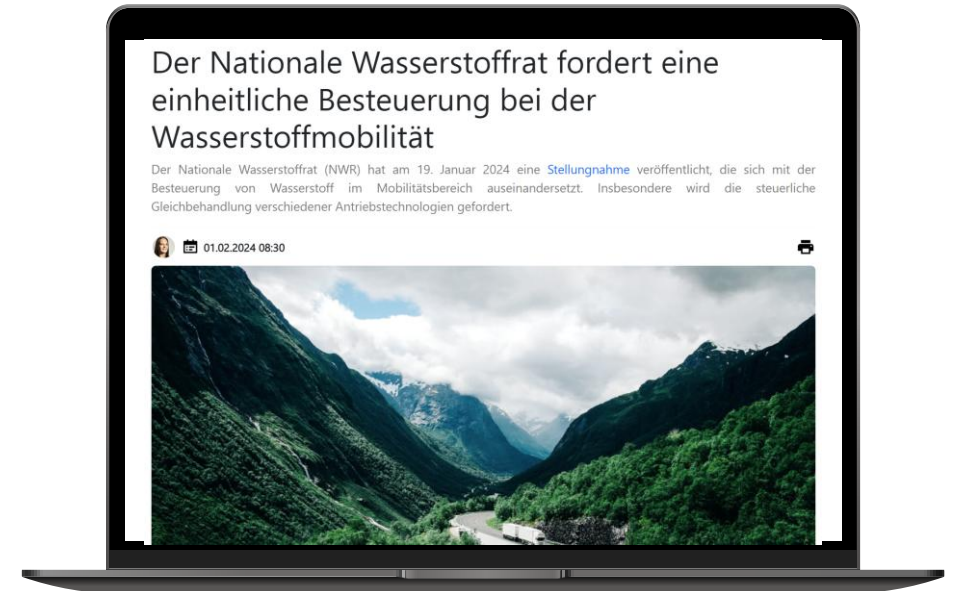 Der Nationale Wasserstoffrat fordert eine
einheitliche Besteuerung bei der
Wasserstoffmobilität
Der Nationale Wasserstoffrat (NWR) hat am 19. Januar 2024 eine Stellungnahme veröffentlicht, die sich mit der
Besteuerung von Wasserstoff im Mobilitätsbereich auseinandersetzt. Insbesondere wird die steuerliche
Gleichbehandlung verschiedener Antriebstechnologien gefordert.
01.02.2024 08:30